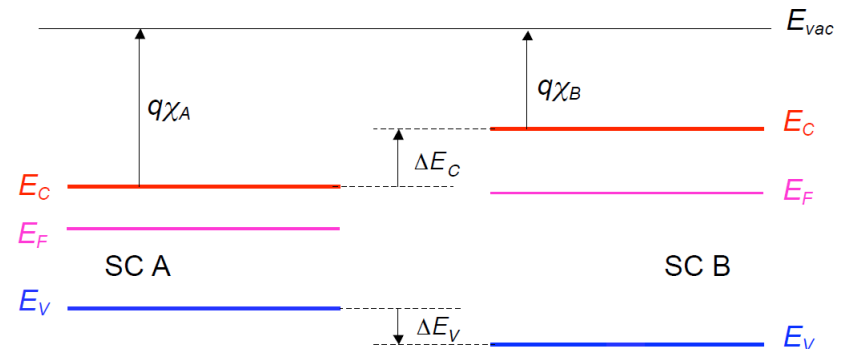 E_vac
qχ_A
qχ_B
E_C
ΔE_C
E_C
E_F
E_F
SC A
SC B
E_V
ΔE_V
E_V